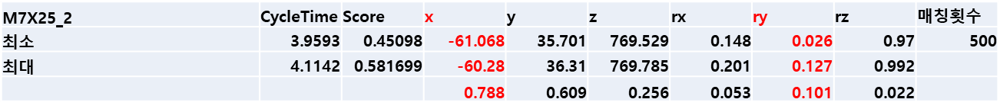 M7X25_2 CycleTime Score x y z rx ry rz 매칭횟수
최소 3.9593 0.45098 -61.068 35.701 769.529 0.148 0.026 0.97 500
최대 4.1142 0.581699 -60.28 36.31 769.785 0.201 0.127 0.992
0.788 0.609 0.256 0.053 0.101 0.022